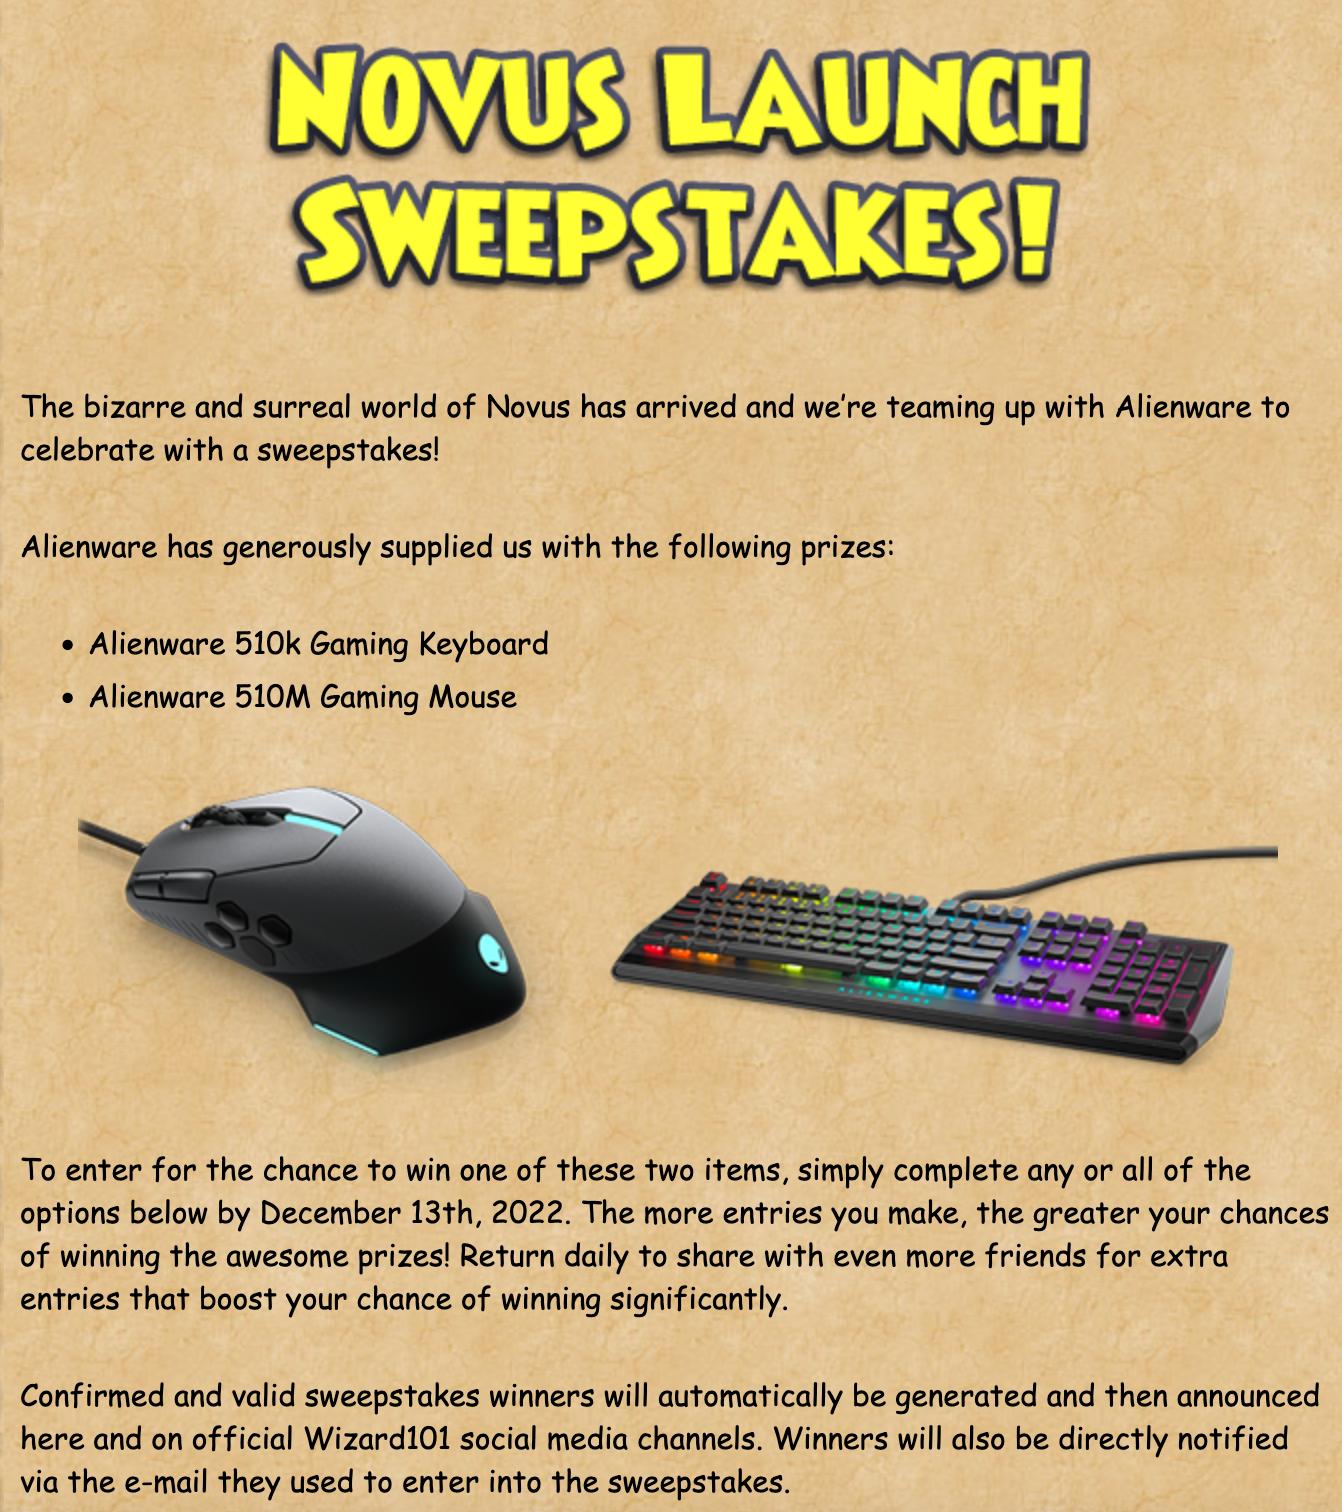 NOVUS LAUNCH
SWEEPSTAKES!
The bizarre and surreal world of Novus has arrived and we’re teaming up with Alienware to
celebrate with a sweepstakes!
Alienware has generously supplied us with the following prizes:
• Alienware 510k Gaming Keyboard
• Alienware 510M Gaming Mouse
ALIENWARE
To enter for the chance to win one of these two items, simply complete any or all of the
options below by December 13th, 2022. The more entries you make, the greater your chances
of winning the awesome prizes! Return daily to share with even more friends for extra
entries that boost your chance of winning significantly.
Confirmed and valid sweepstakes winners will automatically be generated and then announced
here and on official Wizard101 social media channels. Winners will also be directly notified
via the e-mail they used to enter into the sweepstakes.